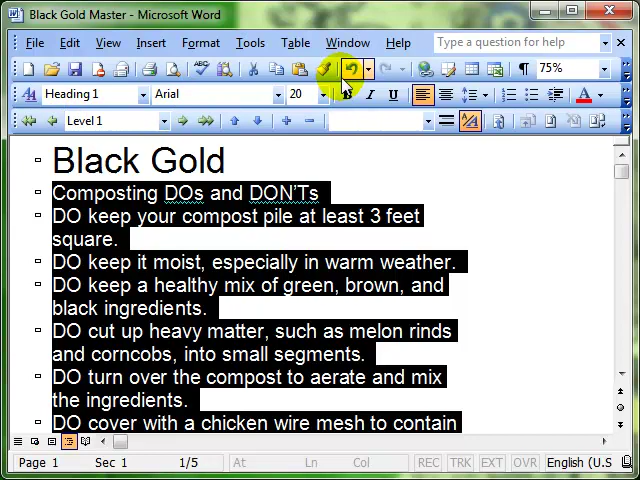 Black Gold Master - Microsoft Word
File Edit View Insert Format Tools Table Window Help Type a question for help
75%
Heading 1 Arial 20 B I U A
Level 1
Black Gold
Composting DOs and DON'Ts
DO keep your compost pile at least 3 feet
square.
DO keep it moist, especially in warm weather.
DO keep a healthy mix of green, brown, and
black ingredients.
DO cut up heavy matter, such as melon rinds
and corncobs, into small segments.
DO turn over the compost to aerate and mix
the ingredients.
DO cover with a chicken wire mesh to contain
Page 1 Sec 1 1/5 At Ln Col REC TRK EXT OVR English (U.S